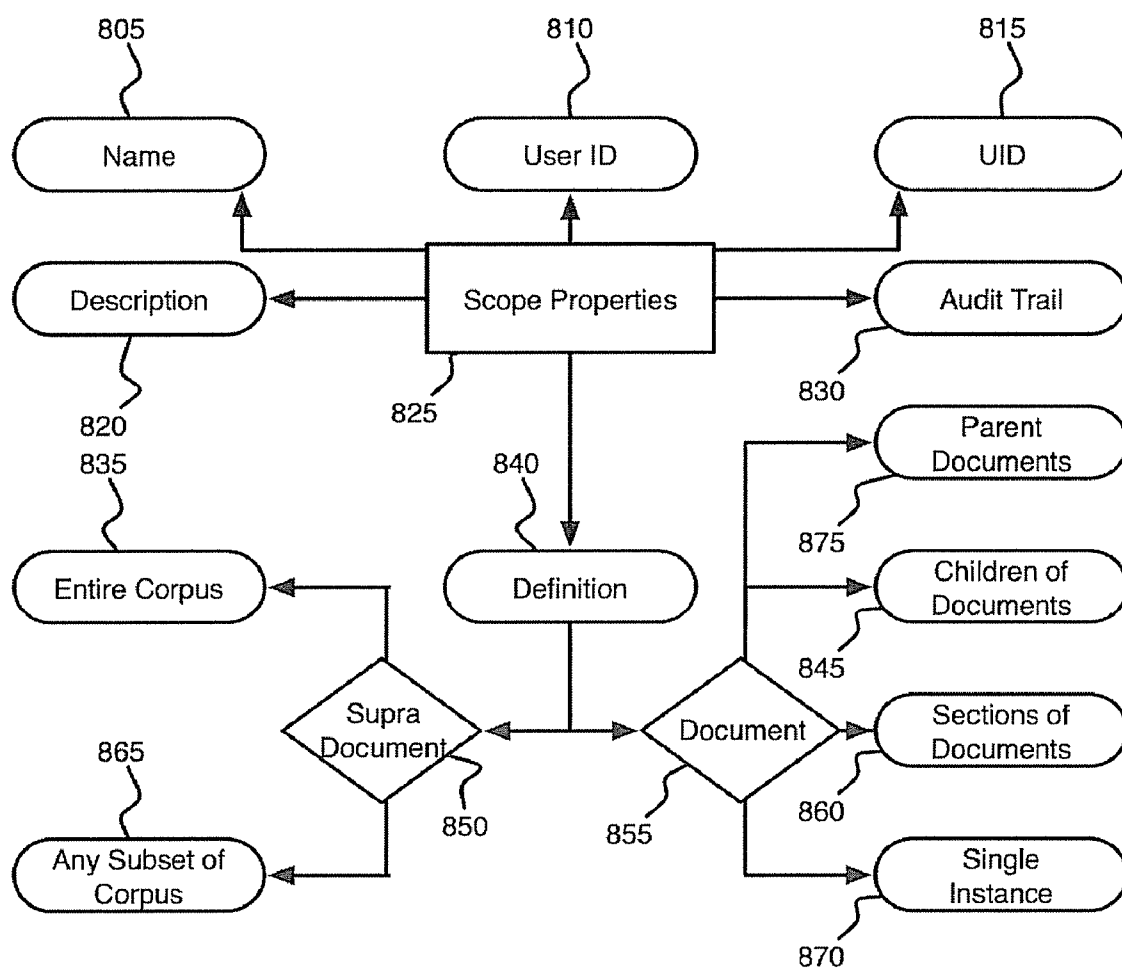 805
810
815
Name
User ID
UID
Description
Scope Properties
Audit Trail
820
825
830
835
840
Parent
Documents
875
Entire Corpus
Definition
Children of
Documents
845
Supra
Document
Document
Sections of
Documents
865
850
855
860
Any Subset of
Corpus
Single
Instance
870